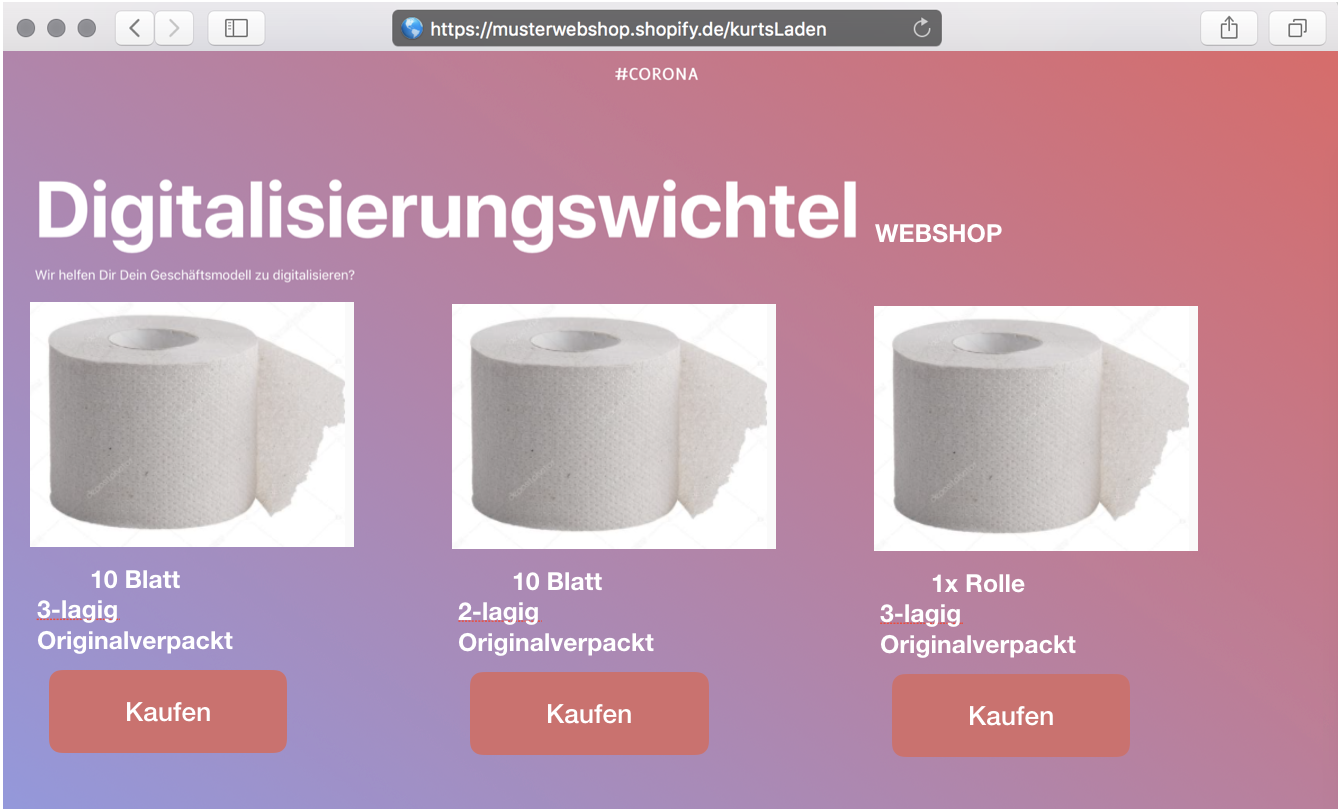 https://musterwebshop.shopify.de/kurtsLaden
#CORONA
Digitalisierungswichtel WEBSHOP
Wir helfen Dir Dein Geschäftsmodell zu digitalisieren?
10 Blatt
3-lagig
Originalverpackt
Kaufen
10 Blatt
2-lagig
Originalverpackt
Kaufen
1x Rolle
3-lagig
Originalverpackt
Kaufen